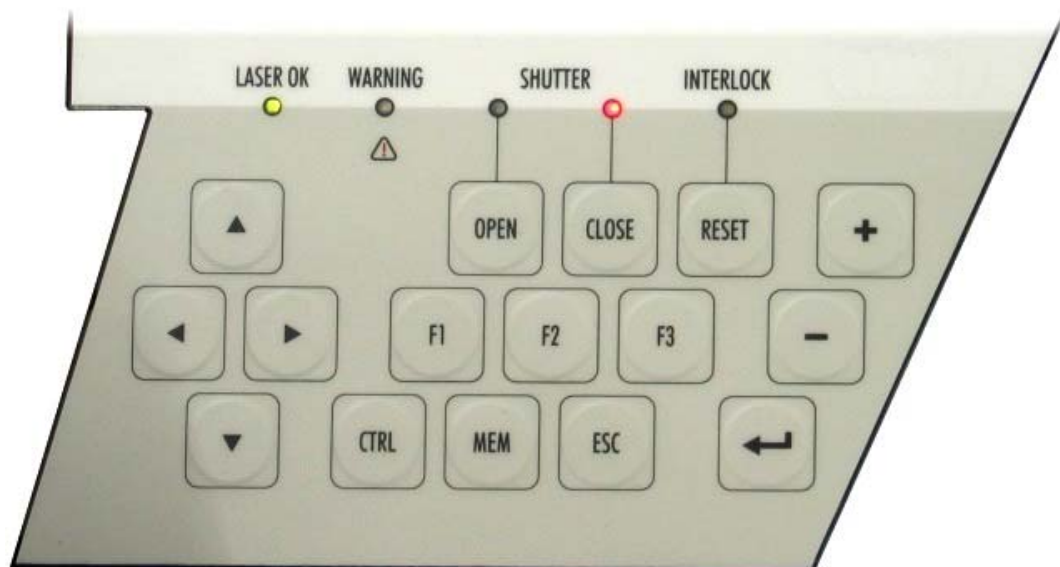 LASER OK WARNING SHUTTER INTERLOCK
OPEN CLOSE RESET +
F1 F2 F3 -
CTRL MEM ESC